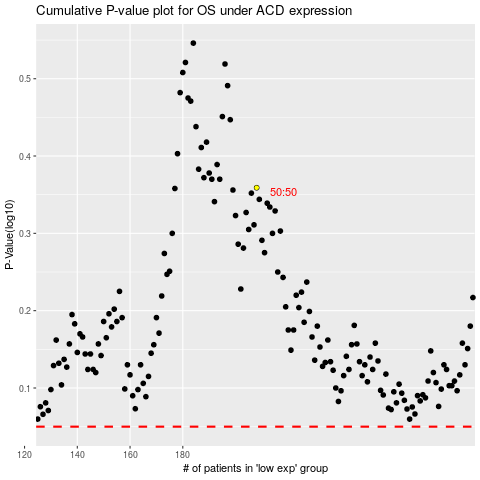 Cumulative P-value plot for OS under ACD expression
P-Value(log10)
0.5
0.4
0.3
0.2
0.1
50:50
120 140 160 180
# of patients in 'low exp' group